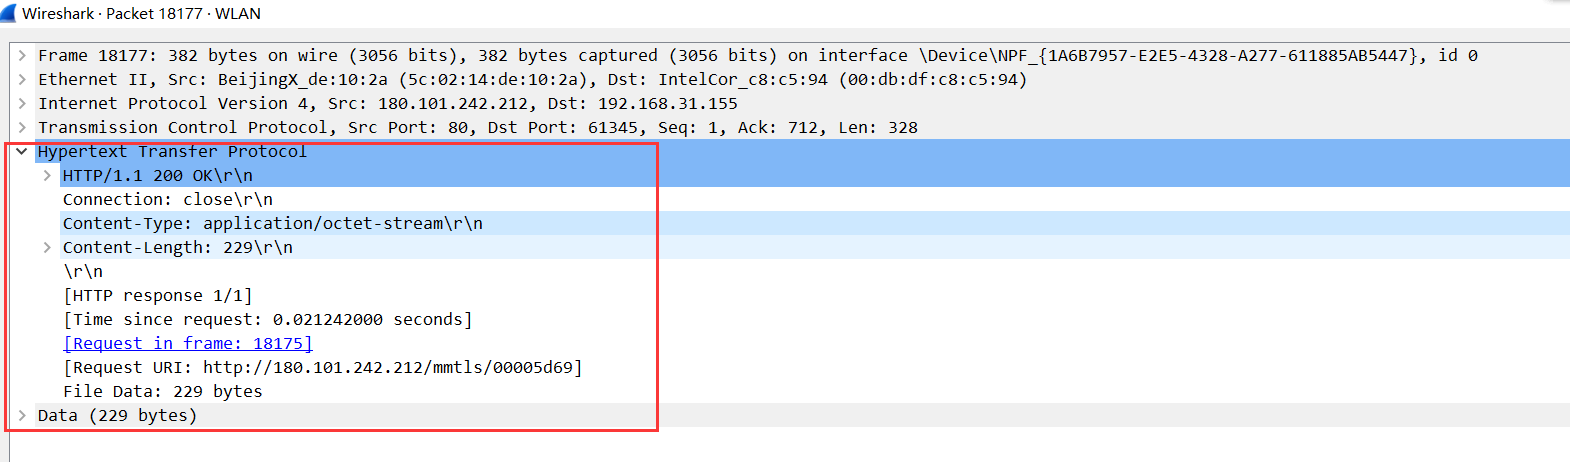 Wireshark · Packet 18177 · WLAN
Frame 18177: 382 bytes on wire (3056 bits), 382 bytes captured (3056 bits) on interface \Device\NPF_{1A6B7957-E2E5-4328-A277-611885AB5447}, id 0
Ethernet II, Src: BeijingX_de:10:2a (5c:02:14:de:10:2a), Dst: IntelCor_c8:c5:94 (00:db:df:c8:c5:94)
Internet Protocol Version 4, Src: 180.101.242.212, Dst: 192.168.31.155
Transmission Control Protocol, Src Port: 80, Dst Port: 61345, Seq: 1, Ack: 712, Len: 328
Hypertext Transfer Protocol
HTTP/1.1 200 OK\r\n
Connection: close\r\n
Content-Type: application/octet-stream\r\n
Content-Length: 229\r\n
\r\n
[HTTP response 1/1]
[Time since request: 0.021242000 seconds]
[Request in frame: 18175]
[Request URI: http://180.101.242.212/mmtls/00005d69]
File Data: 229 bytes
Data (229 bytes)